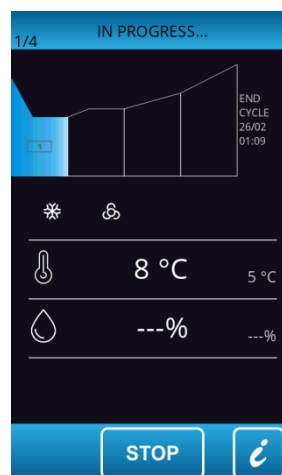 IN PROGRESS...
1/4
END
CYCLE
26/02
01:09
1
8 °C
5 °C
---%
---%
STOP
i